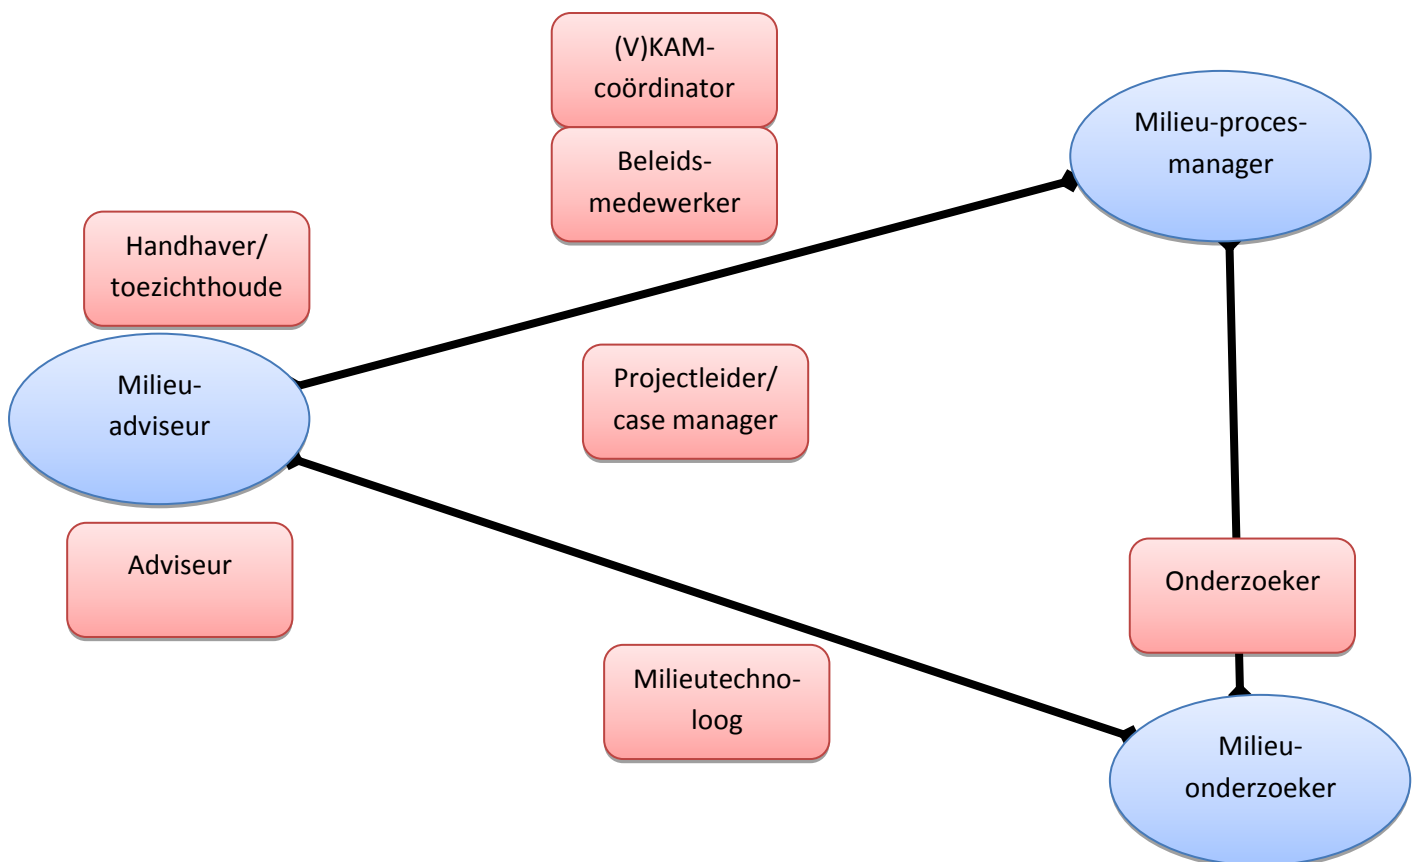 (V)KAM-
coördinator
Beleids-
medewerker
Milieu-proces-
manager
Handhaver/
toezichthoude
Milieu-
adviseur
Projectleider/
case manager
Adviseur
Onderzoeker
Milieutechno-
loog
Milieu-
onderzoeker